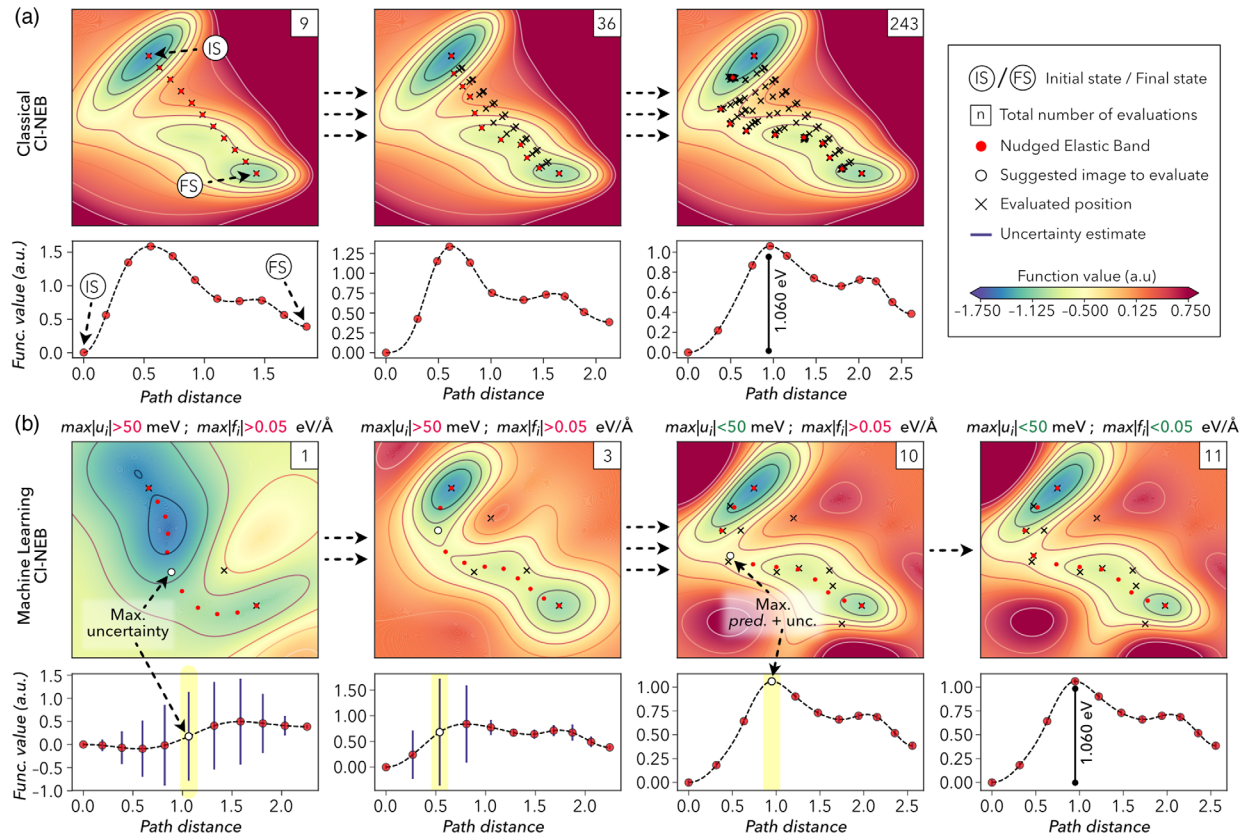 (a)
Classical
CI-NEB
9
IS
FS
36
243
IS / FS Initial state / Final state
n Total number of evaluations
Nudged Elastic Band
Suggested image to evaluate
Evaluated position
Uncertainty estimate
Function value (a.u)
−1.750 −1.125 −0.500 0.125 0.750
Func. value (a.u.)
1.5
1.0
0.5
0.0
IS
FS
0.0 0.5 1.0 1.5
Path distance
1.25
1.00
0.75
0.50
0.25
0.00
0.0 0.5 1.0 1.5 2.0
Path distance
1.0
0.8
0.6
0.4
0.2
0.0
1.060 eV
0.0 0.5 1.0 1.5 2.0 2.5
Path distance
(b)
max|ui|>50 meV ; max|fi|>0.05 eV/Å
max|ui|>50 meV ; max|fi|>0.05 eV/Å
max|ui|<50 meV ; max|fi|>0.05 eV/Å
max|ui|<50 meV ; max|fi|<0.05 eV/Å
Machine Learning
CI-NEB
1
Max.
uncertainty
3
10
Max.
pred. + unc.
11
Func. value (a.u.)
1.5
1.0
0.5
0.0
−0.5
−1.0
0.0 0.5 1.0 1.5 2.0
Path distance
1.50
1.00
0.50
0.00
0.0 0.5 1.0 1.5 2.0
Path distance
1.00
0.75
0.50
0.25
0.00
0.0 0.5 1.0 1.5 2.0 2.5
Path distance
1.00
0.75
0.50
0.25
0.00
1.060 eV
0.0 0.5 1.0 1.5 2.0 2.5
Path distance